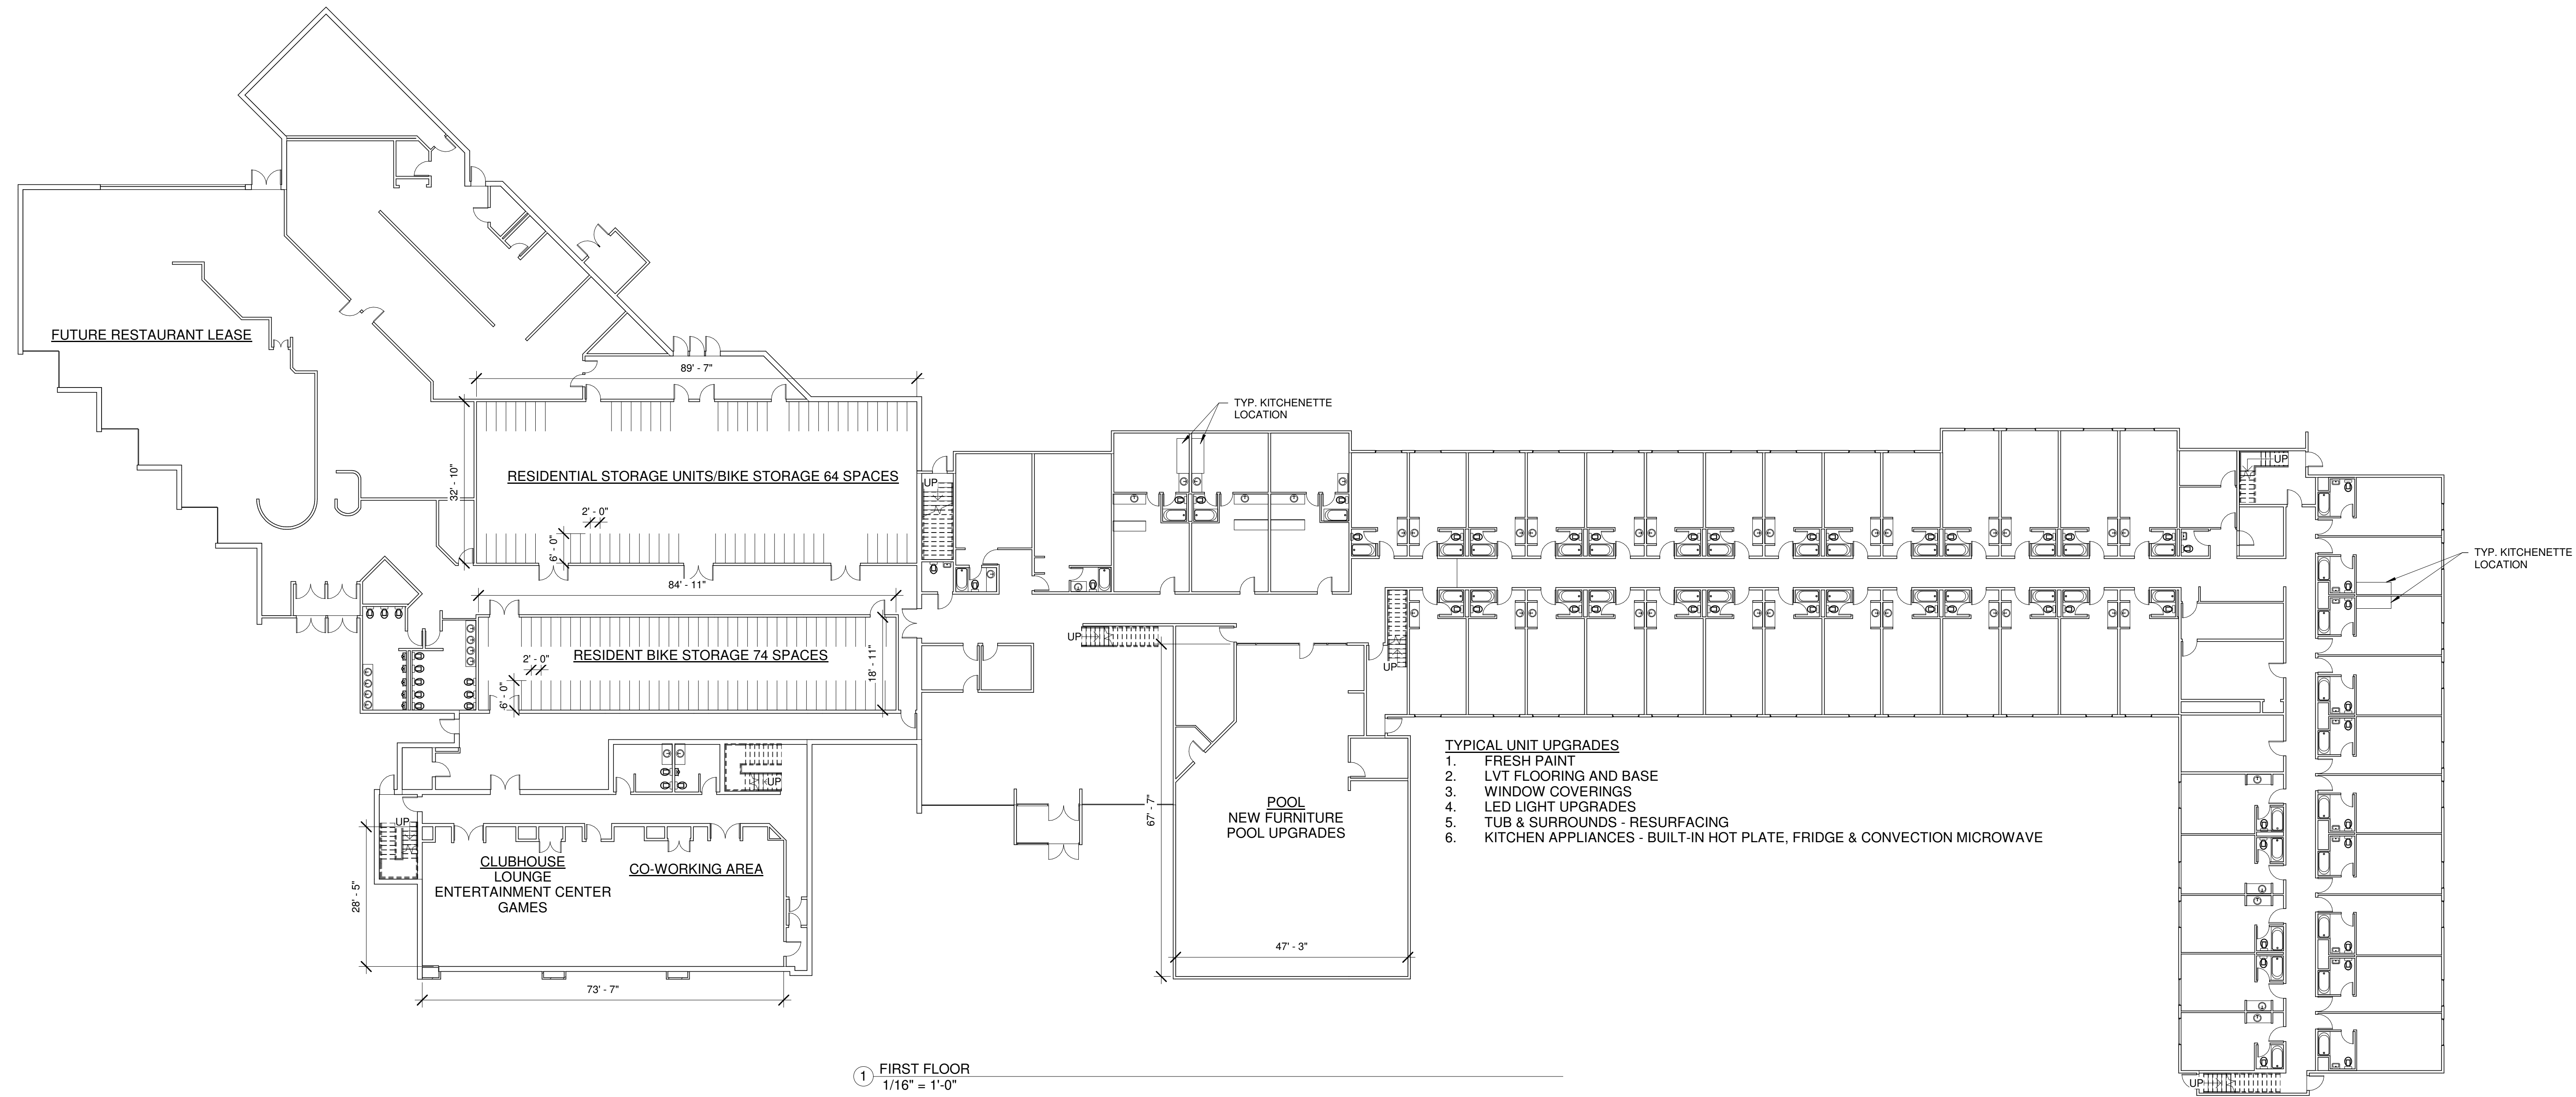 FUTURE RESTAURANT LEASE
89' - 7"
32' - 10"
RESIDENTIAL STORAGE UNITS/BIKE STORAGE 64 SPACES
2' - 0"
6' - 0"
UP
84' - 11"
RESIDENT BIKE STORAGE 74 SPACES
2' - 0"
6' - 0"
18' - 11"
UP
UP
28' - 5"
CLUBHOUSE
LOUNGE
ENTERTAINMENT CENTER
GAMES
CO-WORKING AREA
73' - 7"
TYP. KITCHENETTE
LOCATION
UP
UP
67' - 7"
POOL
NEW FURNITURE
POOL UPGRADES
47' - 3"
TYPICAL UNIT UPGRADES
1. FRESH PAINT
2. LVT FLOORING AND BASE
3. WINDOW COVERINGS
4. LED LIGHT UPGRADES
5. TUB & SURROUNDS - RESURFACING
6. KITCHEN APPLIANCES - BUILT-IN HOT PLATE, FRIDGE & CONVECTION MICROWAVE
UP
TYP. KITCHENETTE
LOCATION
UP
1 FIRST FLOOR
1/16" = 1'-0"